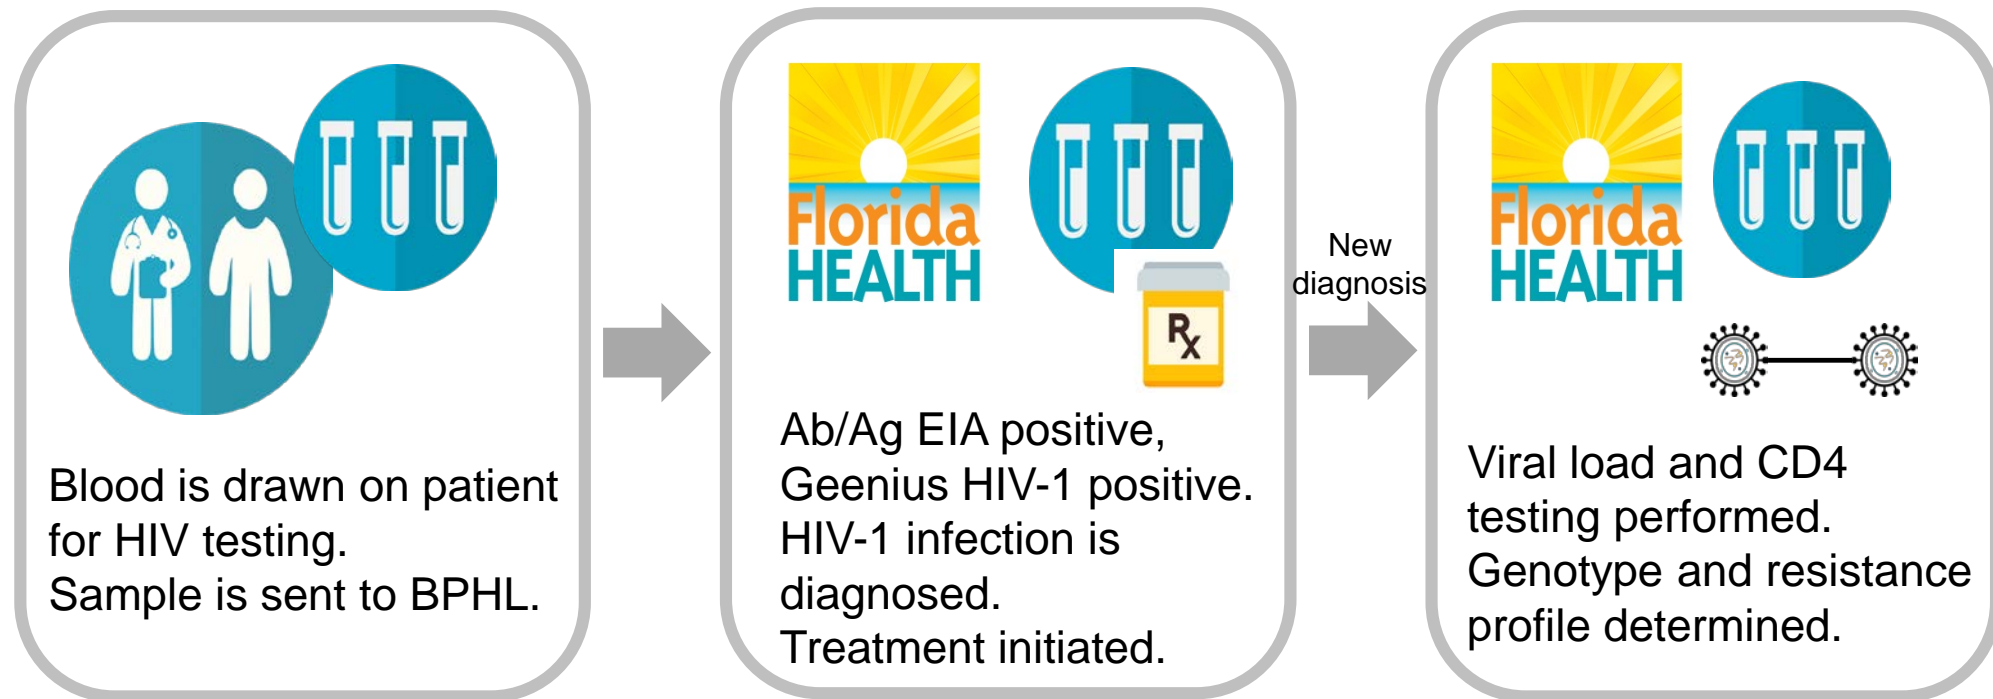 Blood is drawn on patient
for HIV testing.
Sample is sent to BPHL.
Florida
HEALTH
Rx
Ab/Ag EIA positive,
Geenius HIV-1 positive.
HIV-1 infection is
diagnosed.
Treatment initiated.
New
diagnosis
Florida
HEALTH
Viral load and CD4
testing performed.
Genotype and resistance
profile determined.